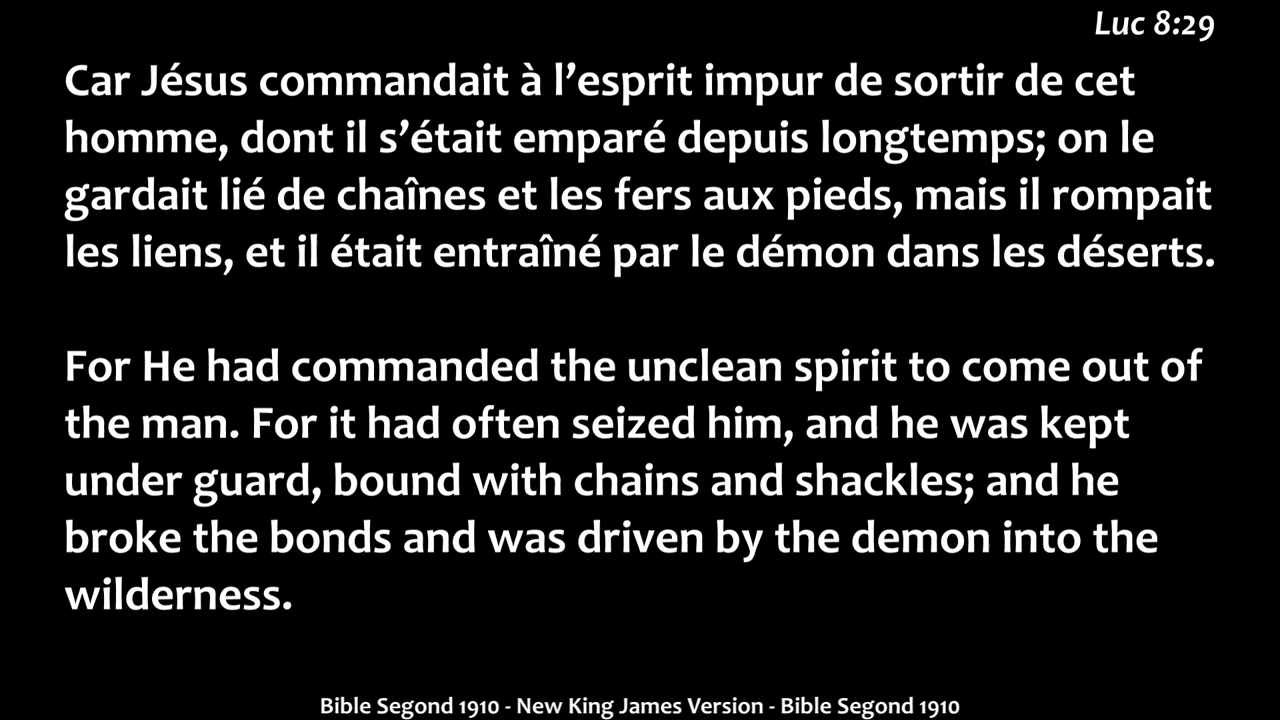 Luc 8:29
Car Jésus commandait à l’esprit impur de sortir de cet
homme, dont il s’était emparé depuis longtemps; on le
gardait lié de chaînes et les fers aux pieds, mais il rompait
les liens, et il était entraîné par le démon dans les déserts.
For He had commanded the unclean spirit to come out of
the man. For it had often seized him, and he was kept
under guard, bound with chains and shackles; and he
broke the bonds and was driven by the demon into the
wilderness.
Bible Segond 1910 - New King James Version - Bible Segond 1910